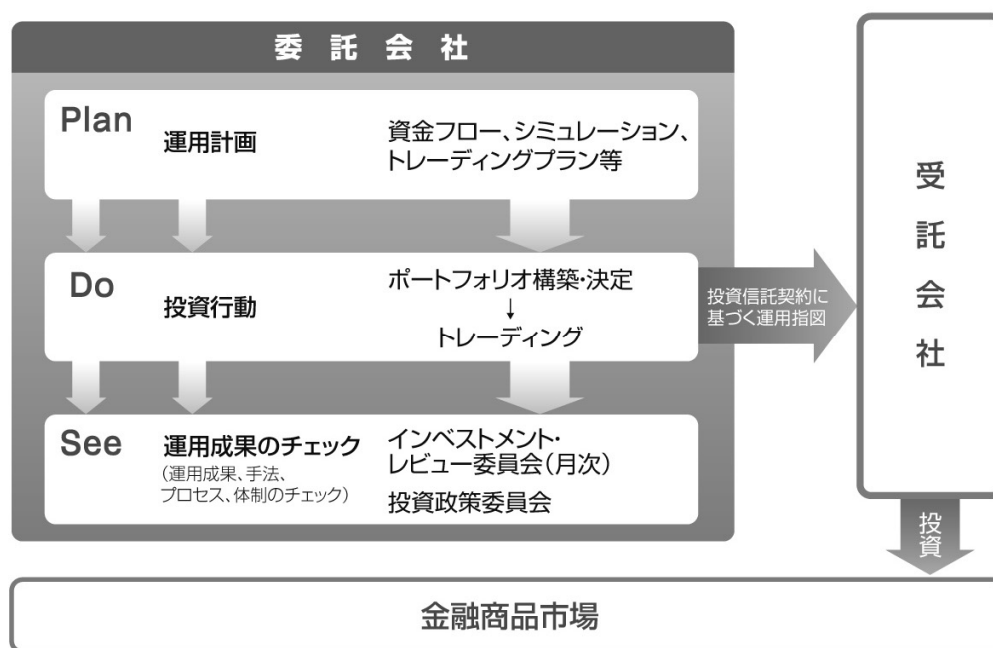 委託会社
Plan
運用計画
資金フロー、シミュレーション、
トレーディングプラン等
Do
投資行動
ポートフォリオ構築・決定
↓
トレーディング
See
運用成果のチェック
(運用成果、手法、
プロセス、体制のチェック)
インベストメント・
レビュー委員会(月次)
投資政策委員会
投資信託契約に
基づく運用指図
受託会社
投資
金融商品市場